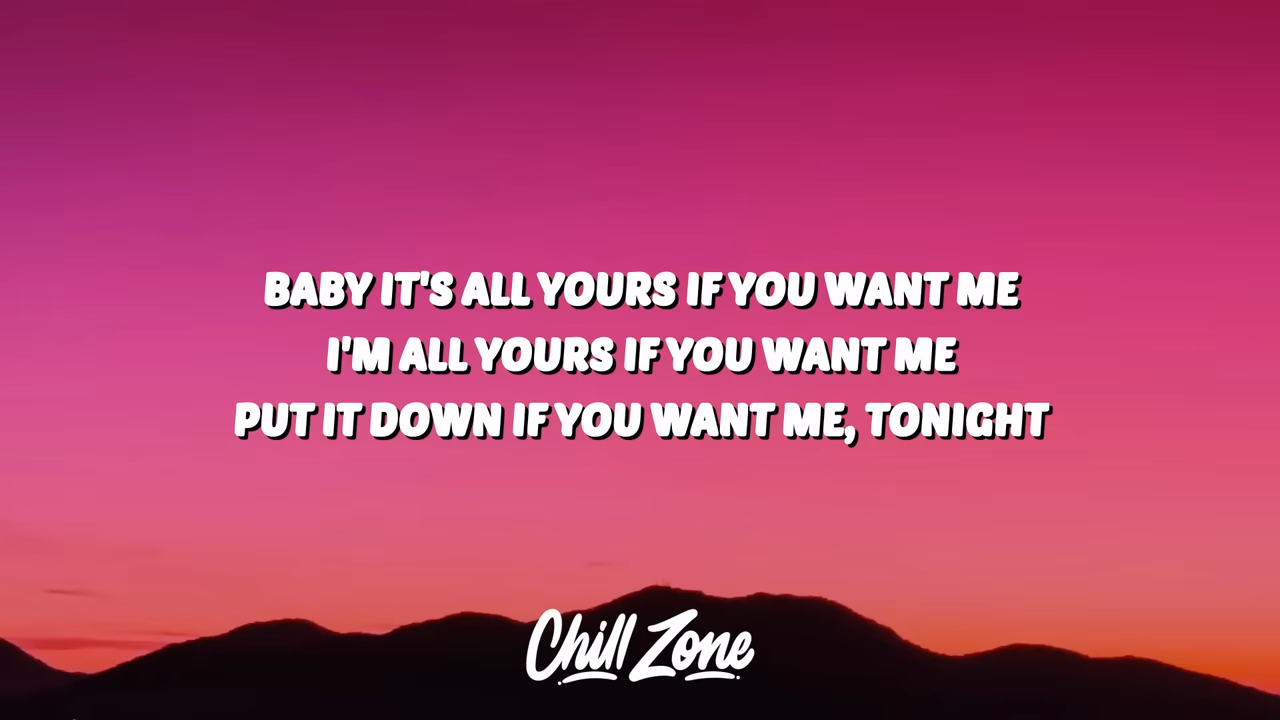 BABY IT'S ALL YOURS IF YOU WANT ME
I'M ALL YOURS IF YOU WANT ME
PUT IT DOWN IF YOU WANT ME, TONIGHT
Chill Zone